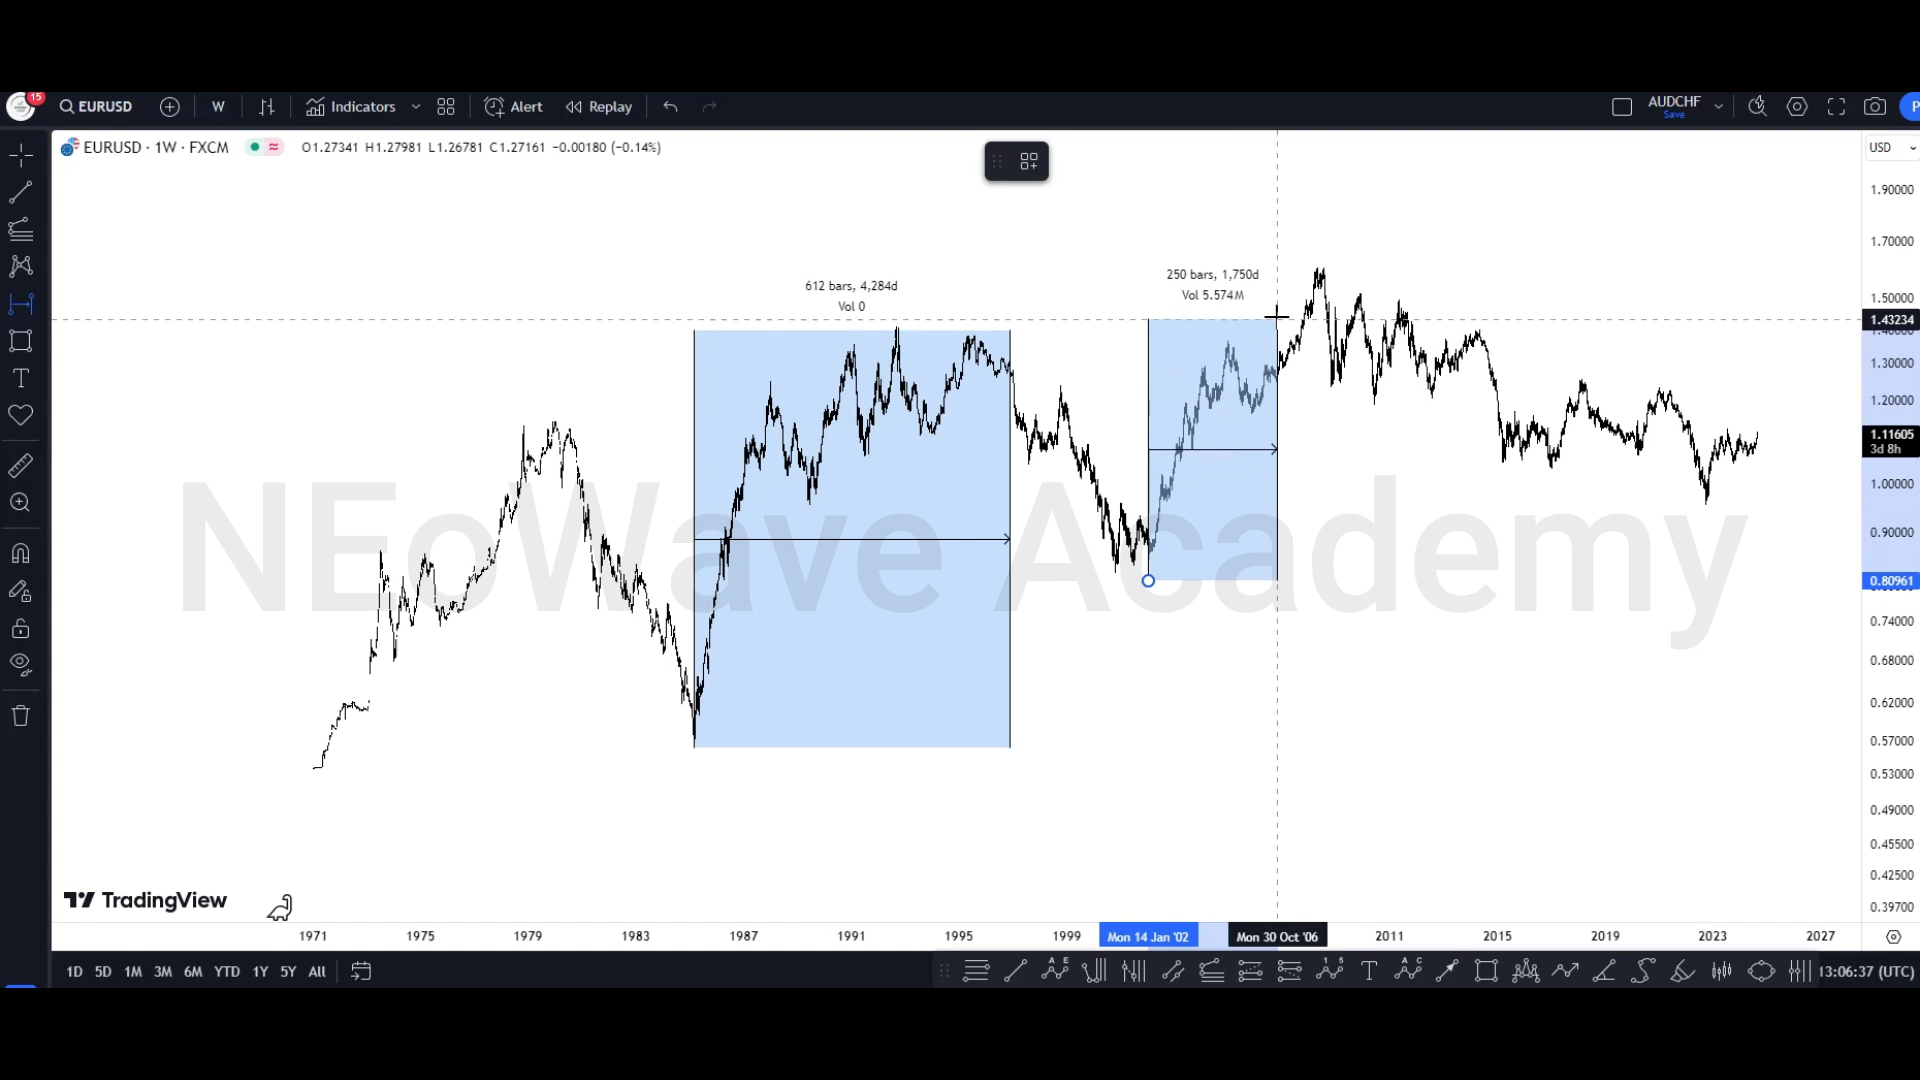 15
EURUSD
W
Indicators
Alert
Replay
AUDCHF
Save
P
EURUSD · 1W · FXCM
O1.27341 H1.27981 L1.26781 C1.27161 −0.00180 (−0.14%)
USD
1.90000
1.70000
612 bars, 4,284d
Vol 0
250 bars, 1,750d
Vol 5.574M
1.50000
1.43234
1.30000
1.20000
1.11605
3d 8h
1.00000
0.90000
0.80961
0.74000
0.68000
0.62000
0.57000
0.53000
0.49000
0.45500
0.42500
0.39700
NEoWave Academy
TradingView
1971
1975
1979
1983
1987
1991
1995
1999
Mon 14 Jan '02
Mon 30 Oct '06
2011
2015
2019
2023
2027
1D 5D 1M 3M 6M YTD 1Y 5Y All
13:06:37 (UTC)